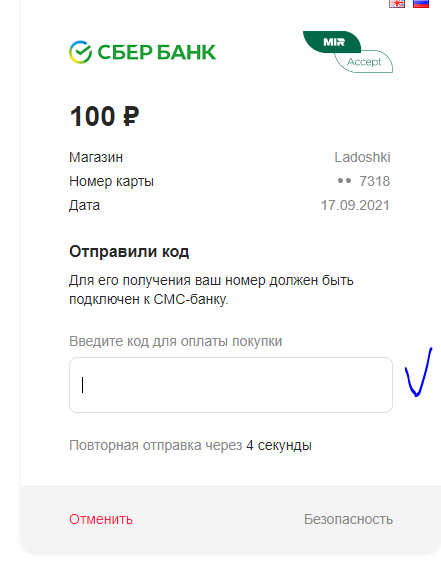 СБЕР БАНК
MIR
Accept
100 ₽
Магазин Ladoshki
Номер карты •• 7318
Дата 17.09.2021
Отправили код
Для его получения ваш номер должен быть
подключен к СМС-банку.
Введите код для оплаты покупки
Повторная отправка через 4 секунды
Отменить Безопасность